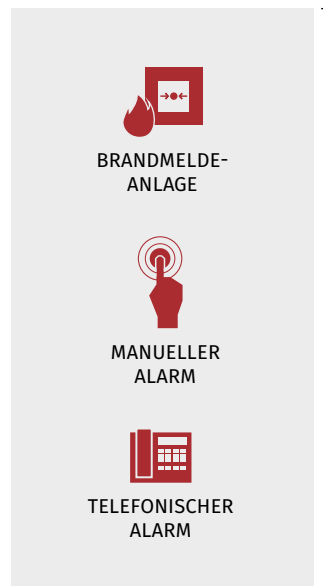 BRANDMELDE-
ANLAGE
MANUELLER
ALARM
TELEFONISCHER
ALARM